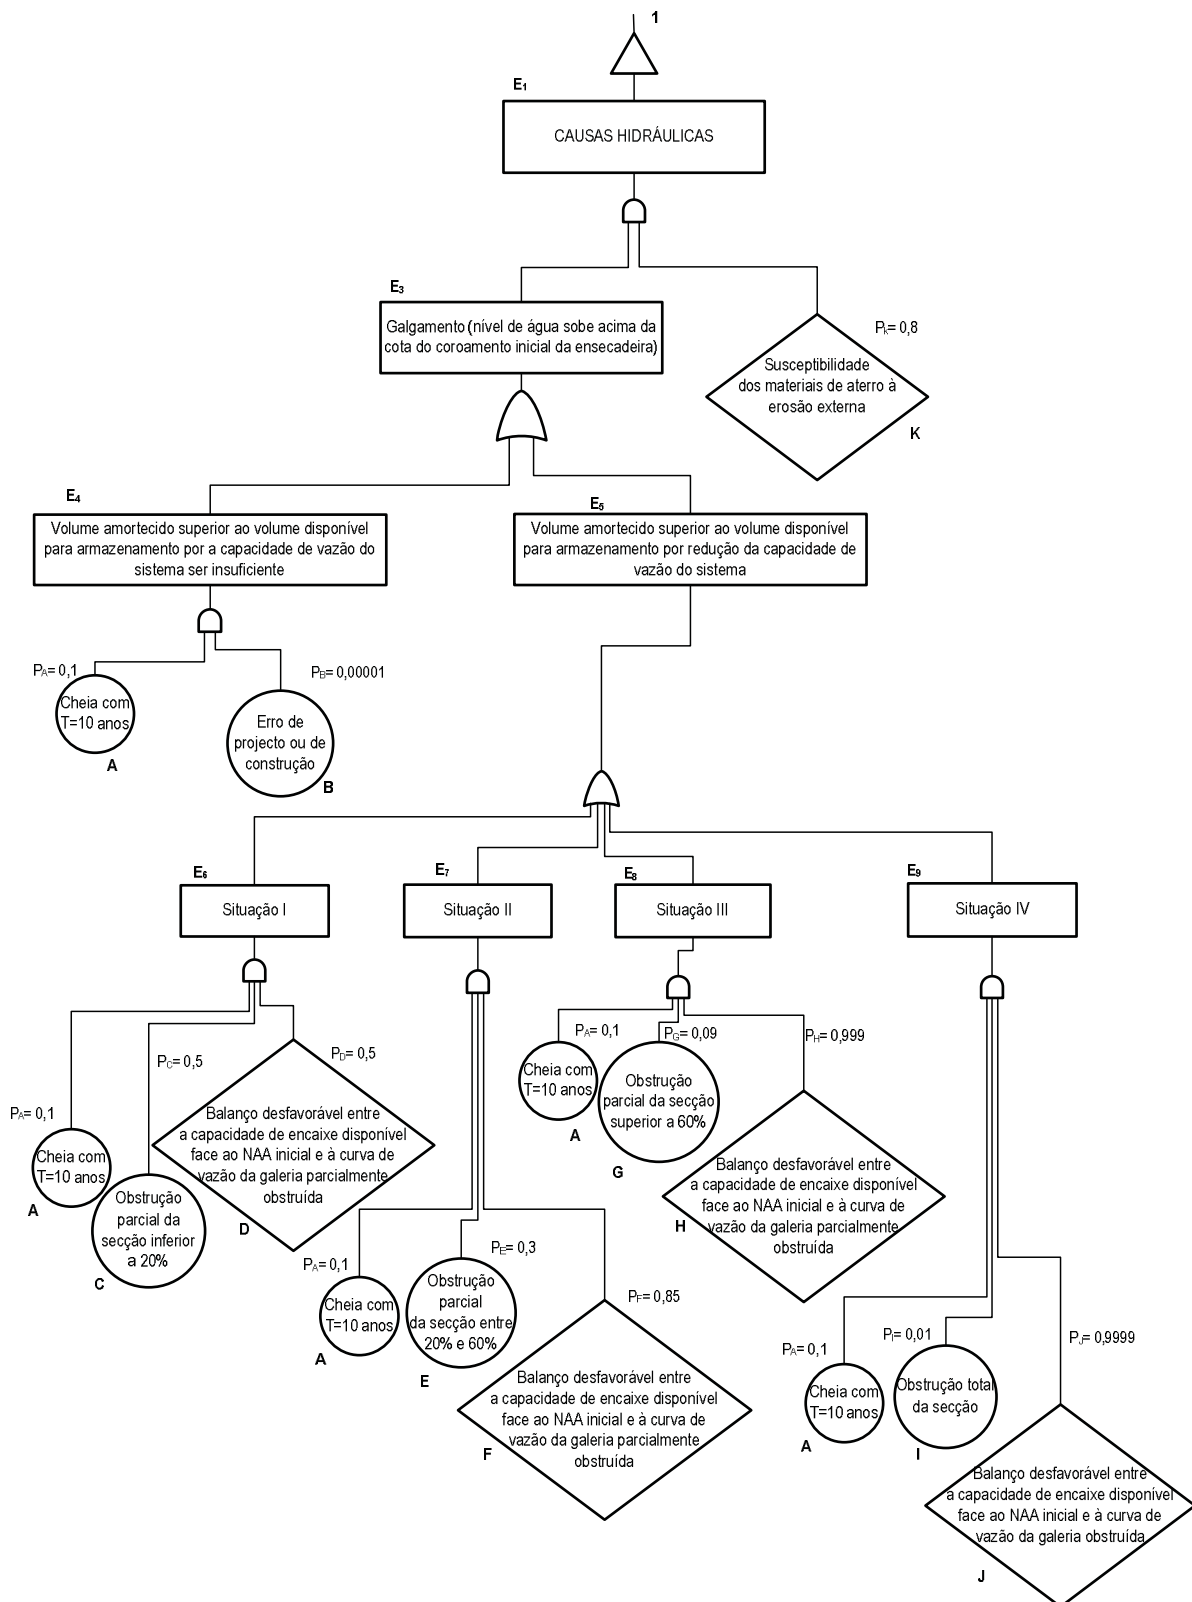 1
E₁
CAUSAS HIDRÁULICAS
E₃
Galgamento (nível de água sobe acima da
cota do coroamento inicial da ensecadeira)
Pₖ= 0,8
Susceptibilidade
dos materiais de aterro à
erosão externa
K
E₄
Volume amortecido superior ao volume disponível
para armazenamento por a capacidade de vazão do
sistema ser insuficiente
E₅
Volume amortecido superior ao volume disponível
para armazenamento por redução da capacidade de
vazão do sistema
PA= 0,1
Cheia com
T=10 anos
A
PB= 0,00001
Erro de
projecto ou de
construção
B
E₆
Situação I
E₇
Situação II
E₈
Situação III
E₉
Situação IV
PA= 0,1
Cheia com
T=10 anos
A
PC= 0,5
Obstrução
parcial da
secção inferior
a 20%
C
PD= 0,5
Balanço desfavorável entre
a capacidade de encaixe disponível
face ao NAA inicial e à curva de
vazão da galeria parcialmente
obstruída
D
PA= 0,1
Cheia com
T=10 anos
A
PE= 0,3
Obstrução
parcial
da secção entre
20% e 60%
E
PF= 0,85
Balanço desfavorável entre
a capacidade de encaixe disponível
face ao NAA inicial e à curva de
vazão da galeria parcialmente
obstruída
F
PA= 0,1
Cheia com
T=10 anos
A
PG= 0,09
Obstrução
parcial da secção
superior a 60%
G
PH= 0,999
Balanço desfavorável entre
a capacidade de encaixe disponível
face ao NAA inicial e à curva de
vazão da galeria parcialmente
obstruída
H
PA= 0,1
Cheia com
T=10 anos
A
PI= 0,01
Obstrução total
da secção
I
PJ= 0,9999
Balanço desfavorável entre
a capacidade de encaixe disponível
face ao NAA inicial e à curva de
vazão da galeria obstruída
J